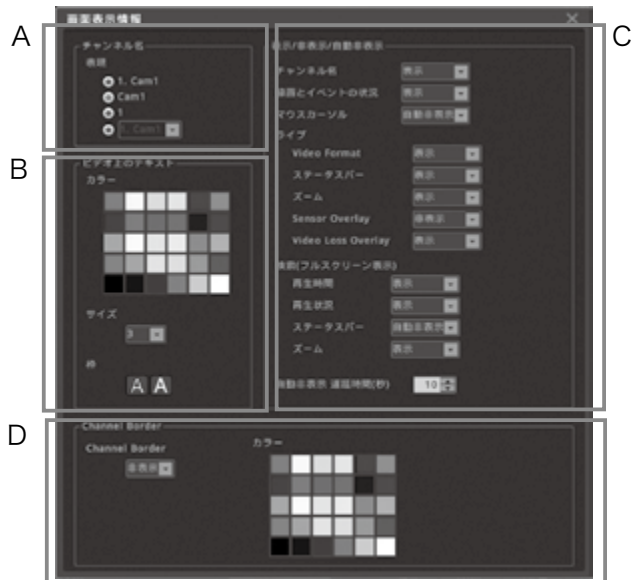 画面表示情報
A
チャンネル名
表現
1. Cam1
Cam1
1
1. Cam1
B
ビデオ上のテキスト
カラー
サイズ
3
枠
A A
C
表示/非表示/自動非表示
チャンネル名 表示
録画とイベントの状況 表示
マウスカーソル 自動非表示
ライブ
Video Format 表示
ステータスバー 表示
ズーム 表示
Sensor Overlay 非表示
Video Loss Overlay 表示
検索(フルスクリーン表示)
再生時間 表示
再生状況 表示
ステータスバー 自動非表示
ズーム 表示
自動非表示 遅延時間(秒) 10
D
Channel Border
Channel Border
非表示
カラー